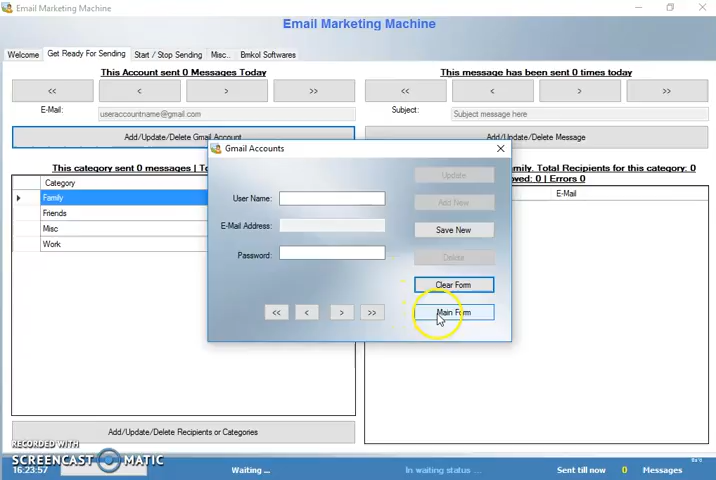 Email Marketing Machine
Email Marketing Machine
Welcome Get Ready For Sending Start / Stop Sending Misc.. Bmkol Softwares
This Account sent 0 Messages Today This message has been sent 0 times today
<< < > >> << < > >>
E-Mail: useraccountname@gmail.com Subject: Subject message here
Add/Update/Delete Gmail Account Add/Update/Delete Message
This category sent 0 messages | To Family. Total Recipients for this category: 0
oved: 0 | Errors 0
Category E-Mail
Family
Friends
Misc
Work
Gmail Accounts
Update
User Name: Add New
E-Mail Address: Save New
Password: Delete
Clear Form
<< < > >> Main Form
Add/Update/Delete Recipients or Categories
RECORDED WITH
SCREENCAST MATIC
16:23:57 Waiting ... In waiting status ... Sent till now 0 Messages